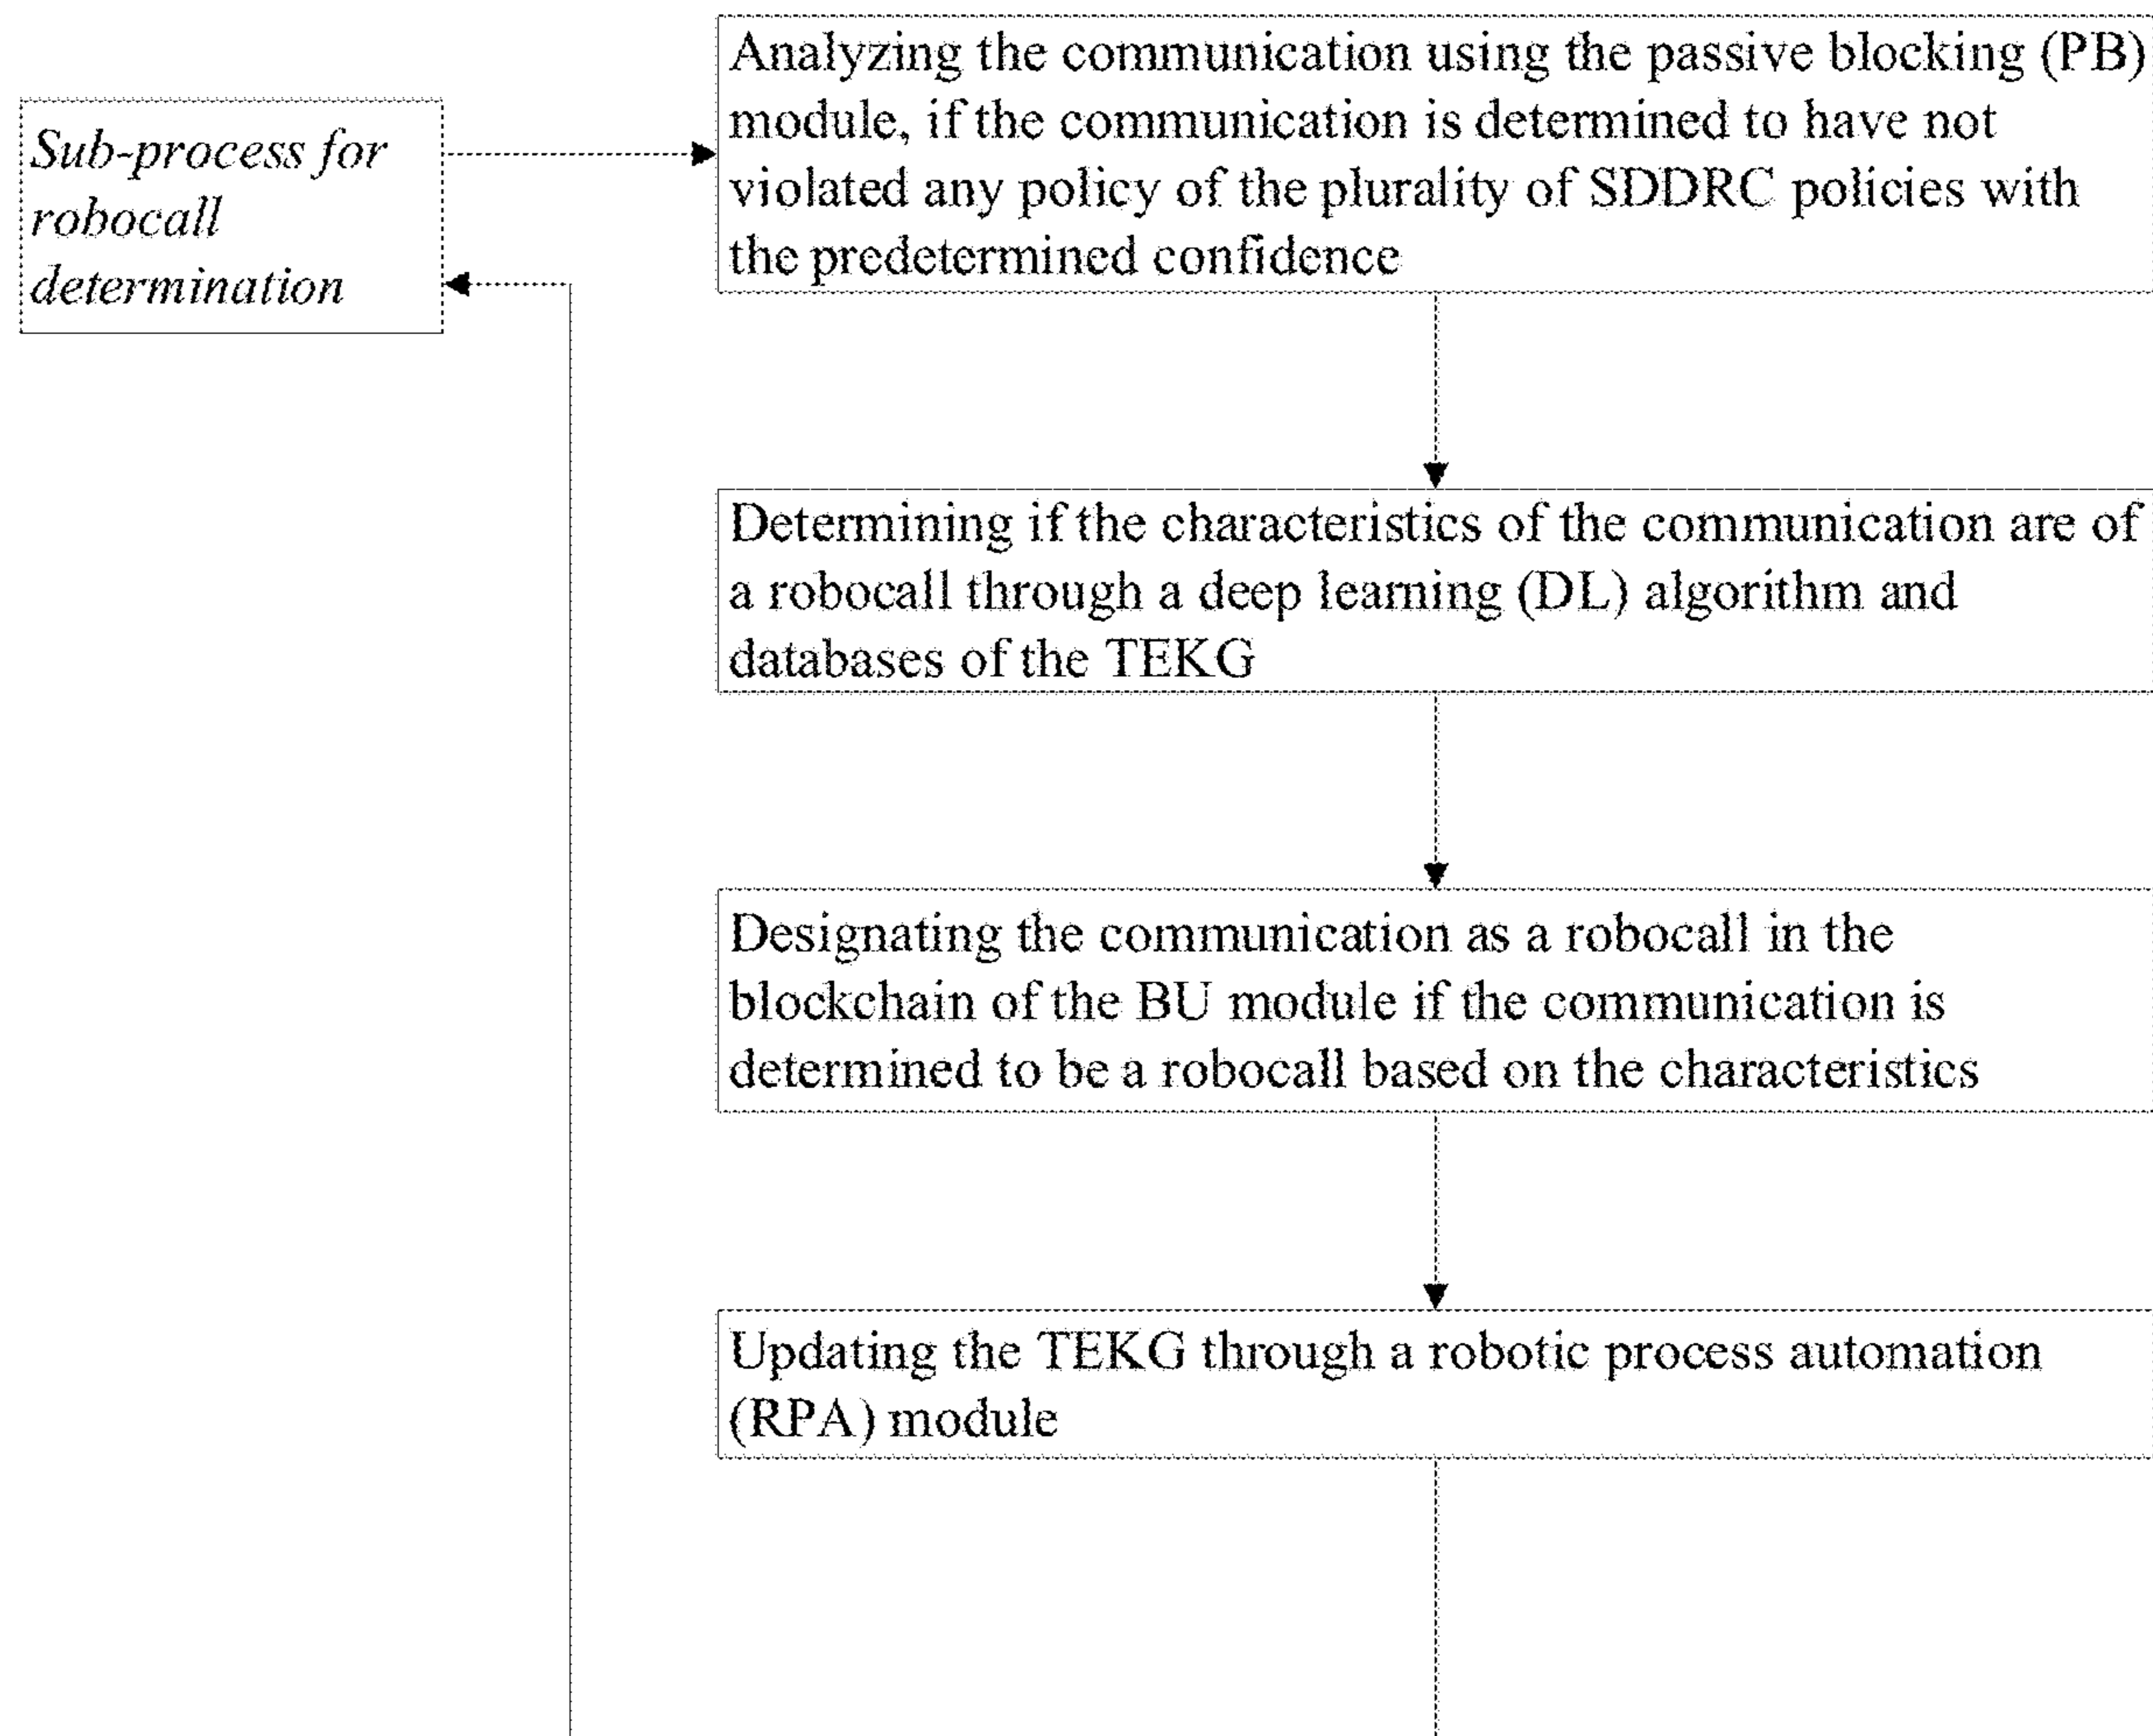 Sub-process for
robocall
determination
Analyzing the communication using the passive blocking (PB)
module, if the communication is determined to have not
violated any policy of the plurality of SDDRC policies with
the predetermined confidence
Determining if the characteristics of the communication are of
a robocall through a deep learning (DL) algorithm and
databases of the TEKG
Designating the communication as a robocall in the
blockchain of the BU module if the communication is
determined to be a robocall based on the characteristics
Updating the TEKG through a robotic process automation
(RPA) module